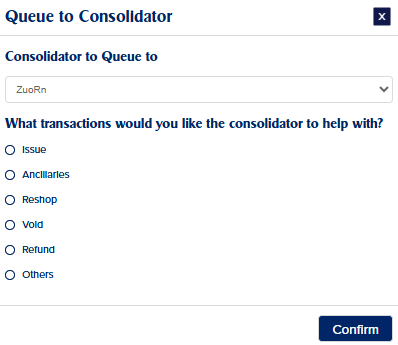 Queue to Consolidator
x
Consolidator to Queue to
ZuoRn
What transactions would you like the consolidator to help with?
Issue
Ancillaries
Reshop
Void
Refund
Others
Confirm